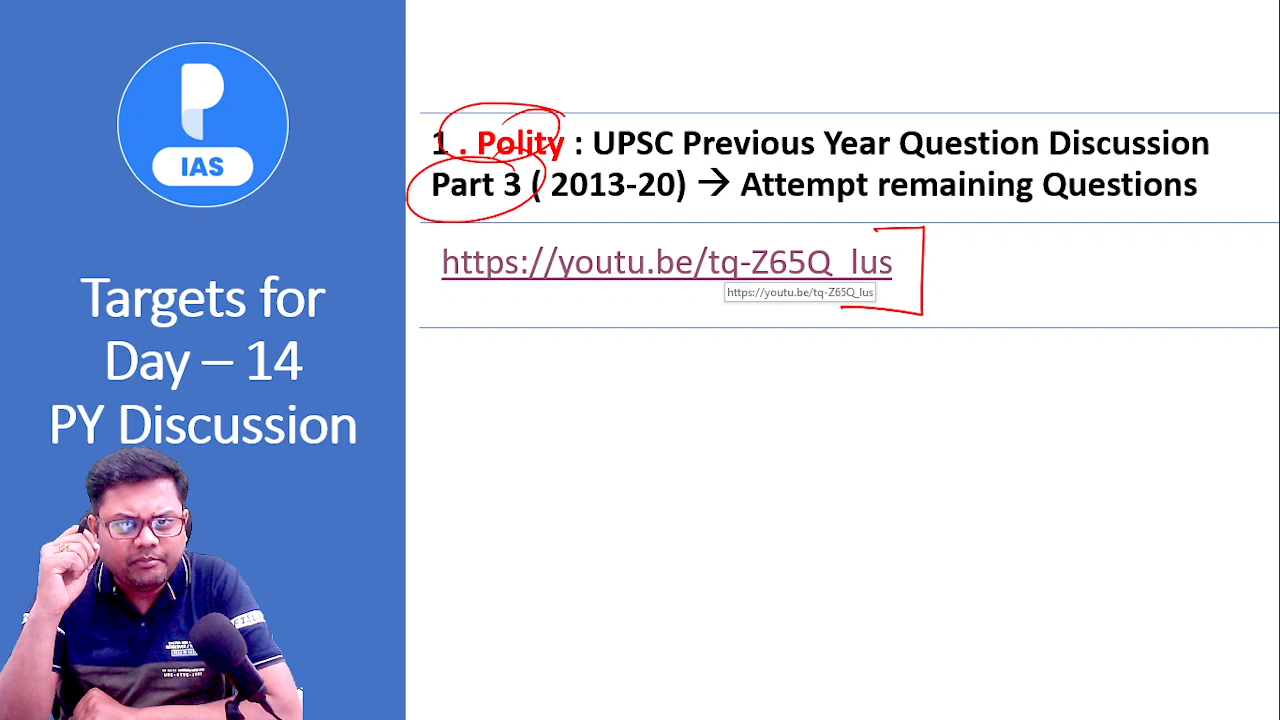 IAS
Targets for
Day – 14
PY Discussion
1 . Polity : UPSC Previous Year Question Discussion
Part 3 ( 2013-20) → Attempt remaining Questions
https://youtu.be/tq-Z65Q_lus
https://youtu.be/tq-Z65Q_lus